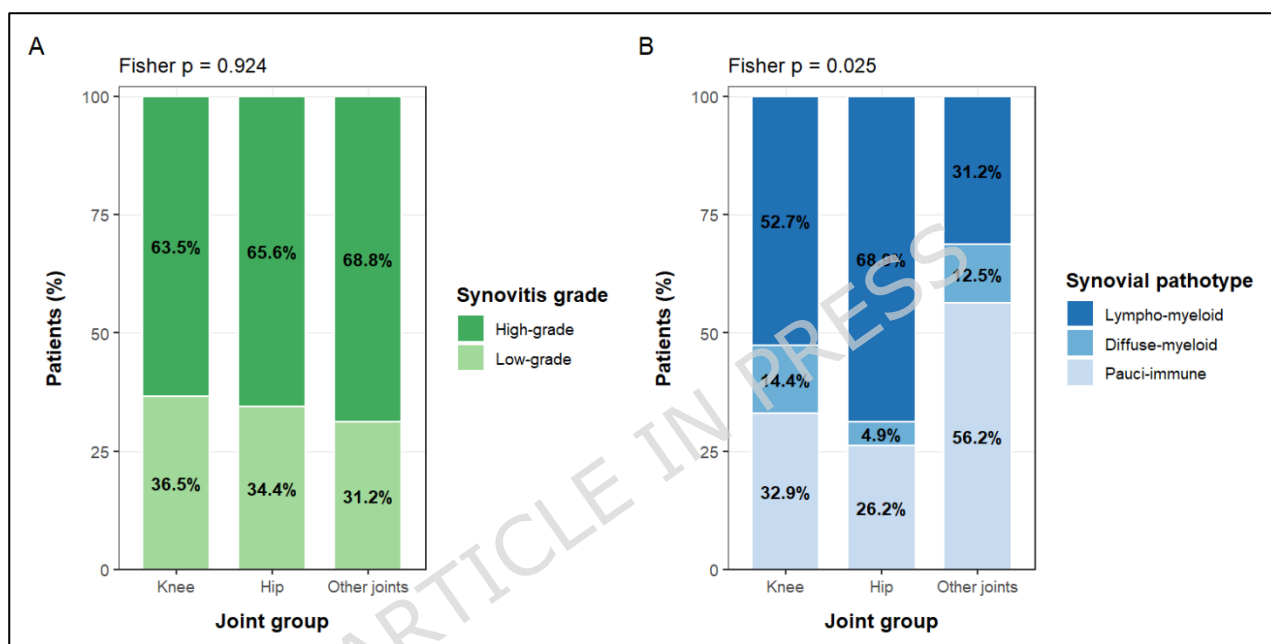 A
Fisher p = 0.924
100
75
50
25
0
Patients (%)
63.5%
65.6%
68.8%
36.5%
34.4%
31.2%
Knee
Hip
Other joints
Joint group
Synovitis grade
High-grade
Low-grade
B
Fisher p = 0.025
100
75
50
25
0
Patients (%)
52.7%
68.9%
31.2%
14.4%
4.9%
12.5%
32.9%
26.2%
56.2%
Knee
Hip
Other joints
Joint group
Synovial pathotype
Lympho-myeloid
Diffuse-myeloid
Pauci-immune
ARTICLE IN PRESS